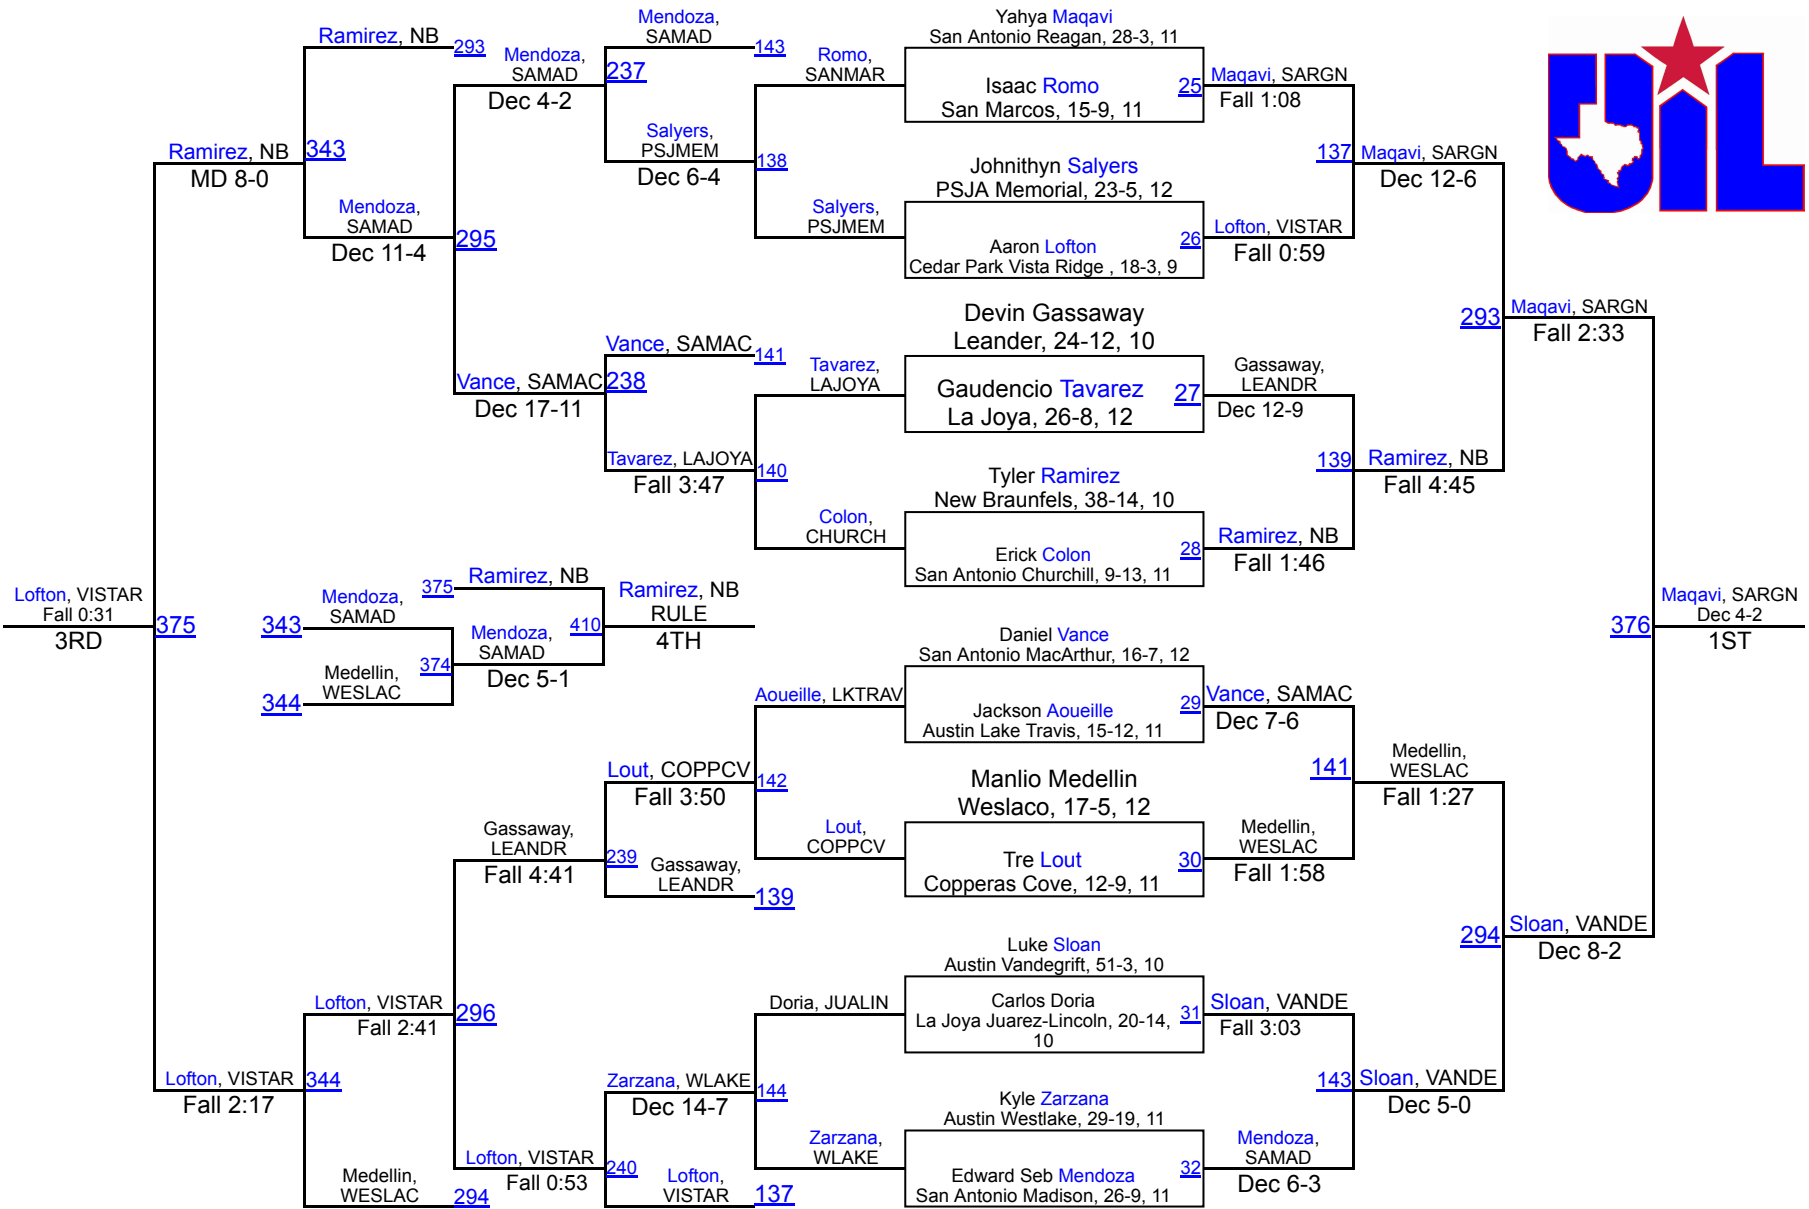 Ramirez, NB
293
Mendoza,
SAMAD
Dec 4-2
Mendoza,
SAMAD
143
237
Romo,
SANMAR
Yahya Maqavi
San Antonio Reagan, 28-3, 11
Isaac Romo
San Marcos, 15-9, 11
25
Maqavi, SARGN
Fall 1:08
UIL
Ramirez, NB
MD 8-0
343
Salyers,
PSJMEM
Dec 6-4
138
Johnithyn Salyers
PSJA Memorial, 23-5, 12
137
Maqavi, SARGN
Dec 12-6
Mendoza,
SAMAD
Dec 11-4
295
Salyers,
PSJMEM
Aaron Lofton
Cedar Park Vista Ridge , 18-3, 9
26
Lofton, VISTAR
Fall 0:59
Devin Gassaway
Leander, 24-12, 10
293
Maqavi, SARGN
Fall 2:33
Vance, SAMAC
141
Vance, SAMAC
238
Dec 17-11
Tavarez,
LAJOYA
Gaudencio Tavarez
La Joya, 26-8, 12
27
Gassaway,
LEANDR
Dec 12-9
Tavarez, LAJOYA
Fall 3:47
140
Tyler Ramirez
New Braunfels, 38-14, 10
139
Ramirez, NB
Fall 4:45
Colon,
CHURCH
Erick Colon
San Antonio Churchill, 9-13, 11
28
Ramirez, NB
Fall 1:46
Lofton, VISTAR
Fall 0:31
3RD
375
343
Mendoza,
SAMAD
375
Ramirez, NB
Mendoza,
SAMAD
410
Dec 5-1
Ramirez, NB
RULE
4TH
344
Medellin,
WESLAC
374
Daniel Vance
San Antonio MacArthur, 16-7, 12
376
Maqavi, SARGN
Dec 4-2
1ST
Aoueille, LKTRAV
Jackson Aoueille
Austin Lake Travis, 15-12, 11
29
Vance, SAMAC
Dec 7-6
Lout, COPPCV
Fall 3:50
142
Manlio Medellin
Weslaco, 17-5, 12
141
Medellin,
WESLAC
Fall 1:27
Gassaway,
LEANDR
Fall 4:41
239
Gassaway,
LEANDR
139
Lout,
COPPCV
Tre Lout
Copperas Cove, 12-9, 11
30
Medellin,
WESLAC
Fall 1:58
Luke Sloan
Austin Vandegrift, 51-3, 10
294
Sloan, VANDE
Dec 8-2
Lofton, VISTAR
Fall 2:41
296
Doria, JUALIN
Carlos Doria
La Joya Juarez-Lincoln, 20-14,
10
31
Sloan, VANDE
Fall 3:03
Lofton, VISTAR
Fall 2:17
344
Zarzana, WLAKE
Dec 14-7
144
Kyle Zarzana
Austin Westlake, 29-19, 11
143
Sloan, VANDE
Dec 5-0
Medellin,
WESLAC
294
Lofton, VISTAR
Fall 0:53
240
Lofton,
VISTAR
137
Zarzana,
WLAKE
Edward Seb Mendoza
San Antonio Madison, 26-9, 11
32
Mendoza,
SAMAD
Dec 6-3